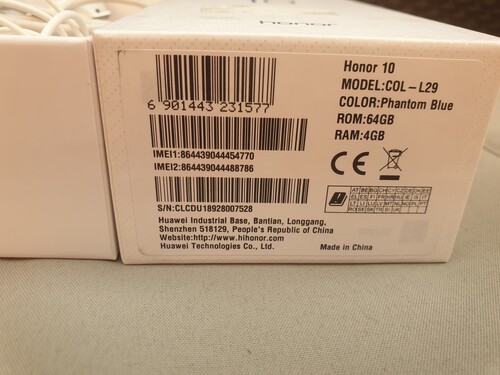 honor
Honor 10
MODEL:COL-L29
COLOR:Phantom Blue
ROM:64GB
RAM:4GB
6 901443 231577
IMEI1:864439044454770
IMEI2:864439044488786
S/N:CLCDU18928007528
Huawei Industrial Base, Bantian, Longgang,
Shenzhen 518129, People's Republic of China
Website:http://www.hihonor.com
Huawei Technologies Co., Ltd.
Made in China
CE